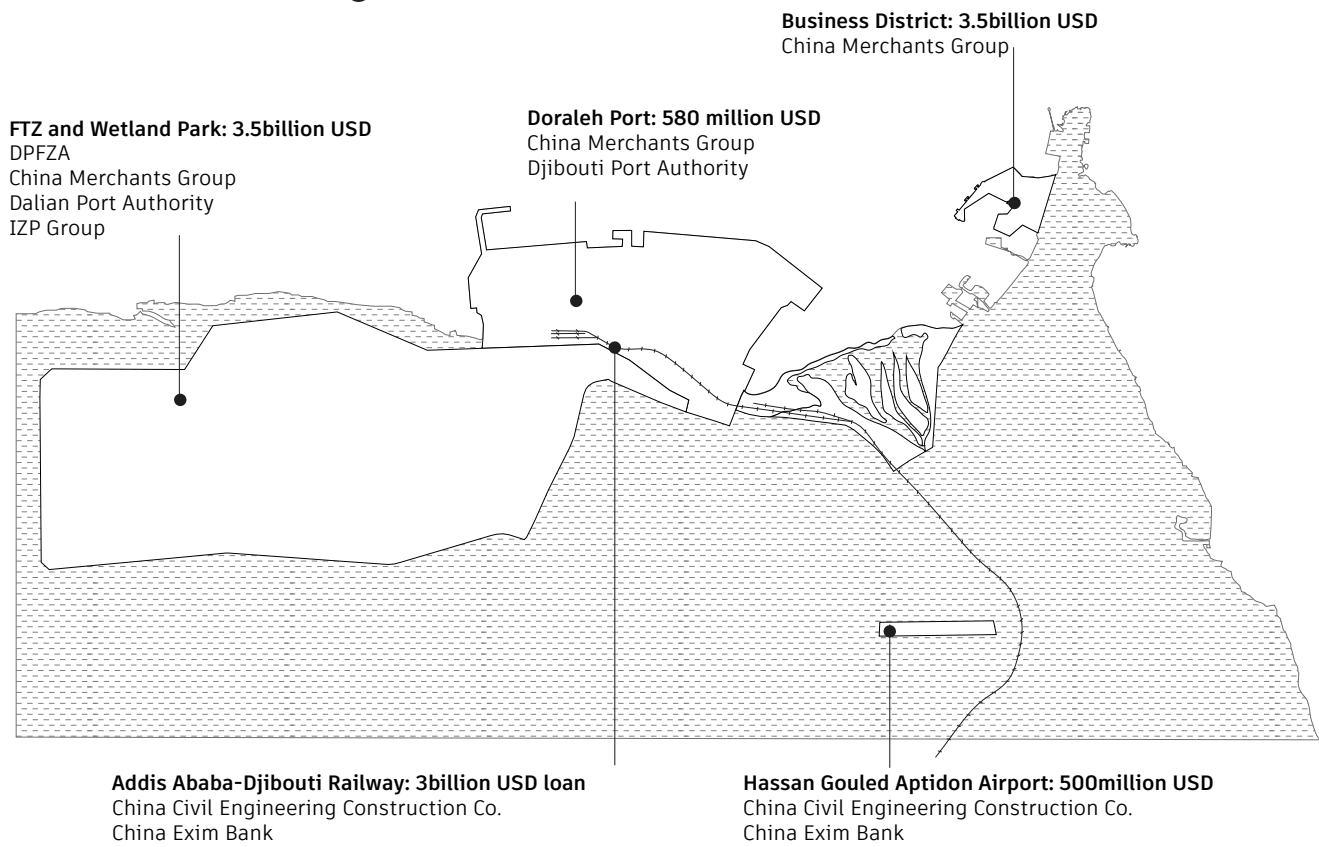 Business District: 3.5billion USD
China Merchants Group
FTZ and Wetland Park: 3.5billion USD
DPFZA
China Merchants Group
Dalian Port Authority
IZP Group
Doraleh Port: 580 million USD
China Merchants Group
Djibouti Port Authority
Addis Ababa-Djibouti Railway: 3billion USD loan
China Civil Engineering Construction Co.
China Exim Bank
Hassan Gouled Aptidon Airport: 500million USD
China Civil Engineering Construction Co.
China Exim Bank